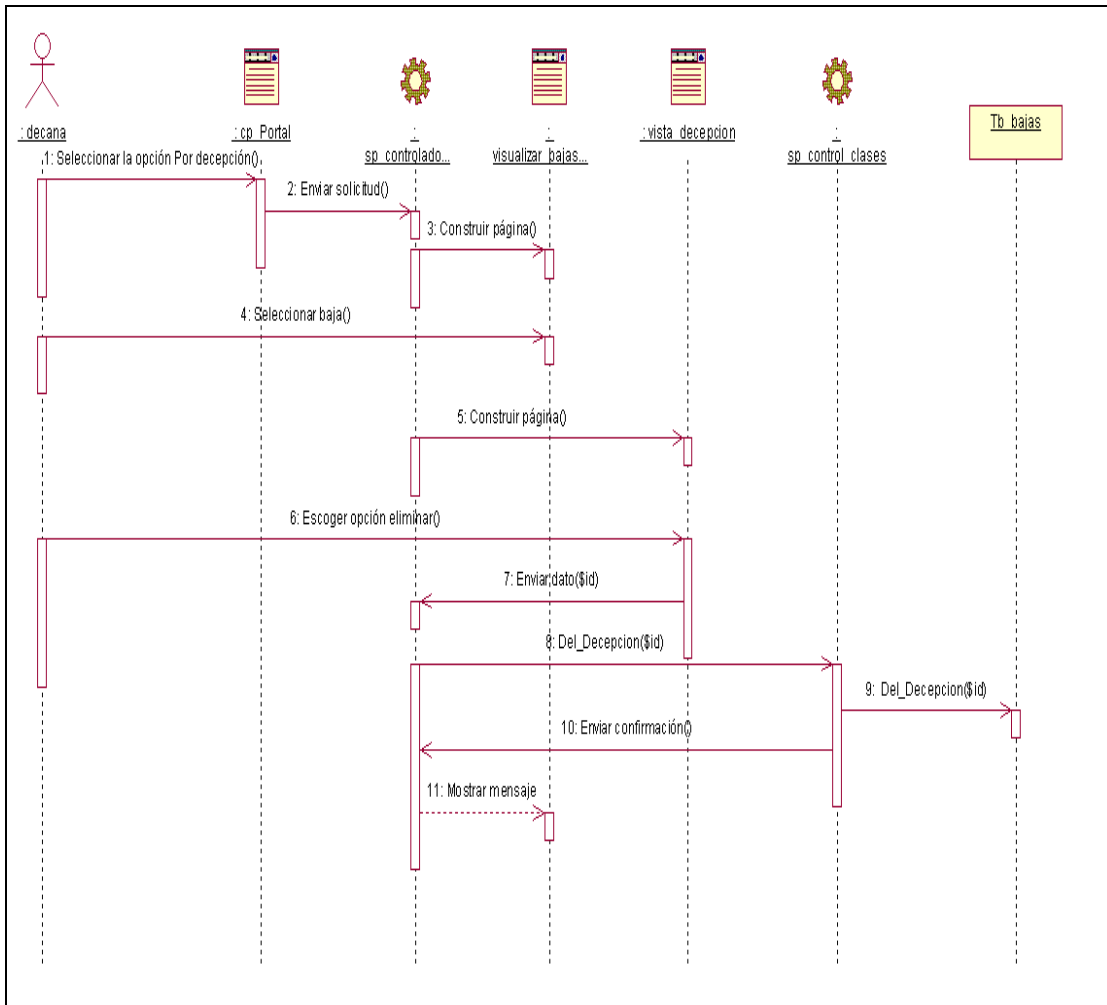 : decana
: cp_Portal
:
sp_controlado...
:
visualizar_bajas...
: vista_decepcion
:
sp_control_clases
Tb_bajas
1: Seleccionar la opción Por decepción()
2: Enviar solicitud()
3: Construir página()
4: Seleccionar baja()
5: Construir página()
6: Escoger opción eliminar()
7: Enviar dato($id)
8: Del_Decepcion($id)
9: Del_Decepcion($id)
10: Enviar confirmación()
11: Mostrar mensaje